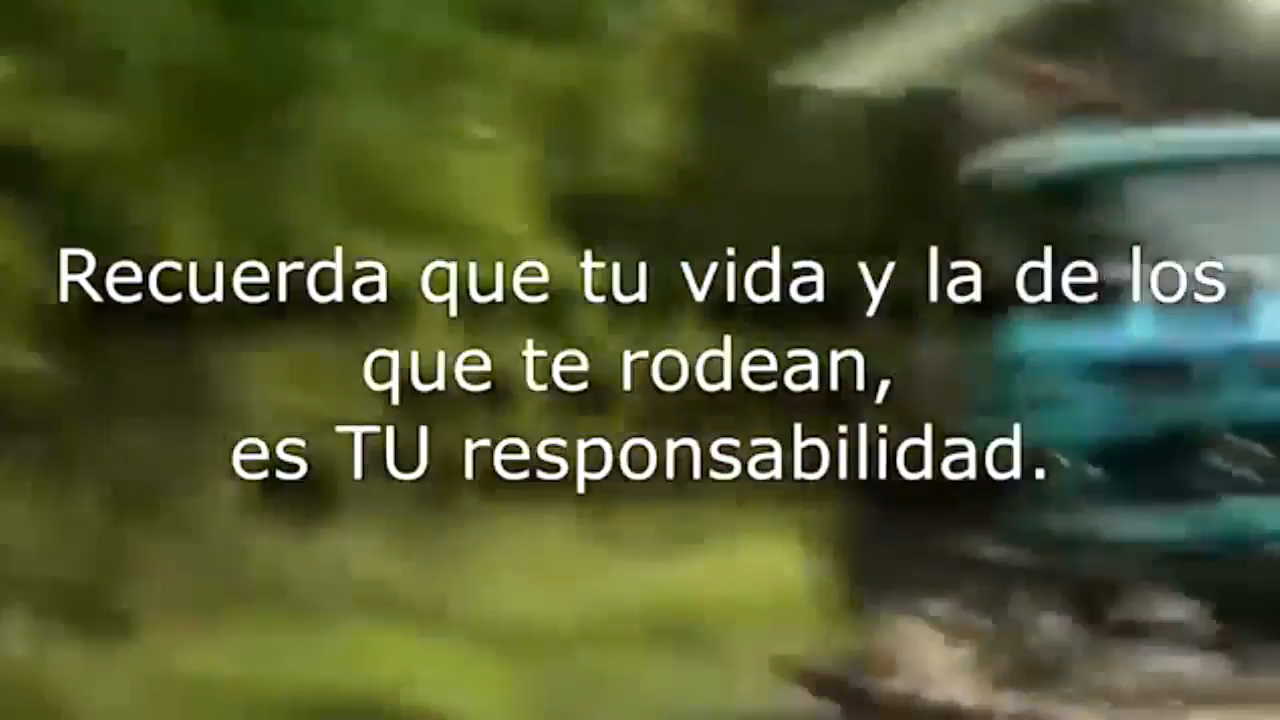 Recuerda que tu vida y la de los
que te rodean,
es TU responsabilidad.